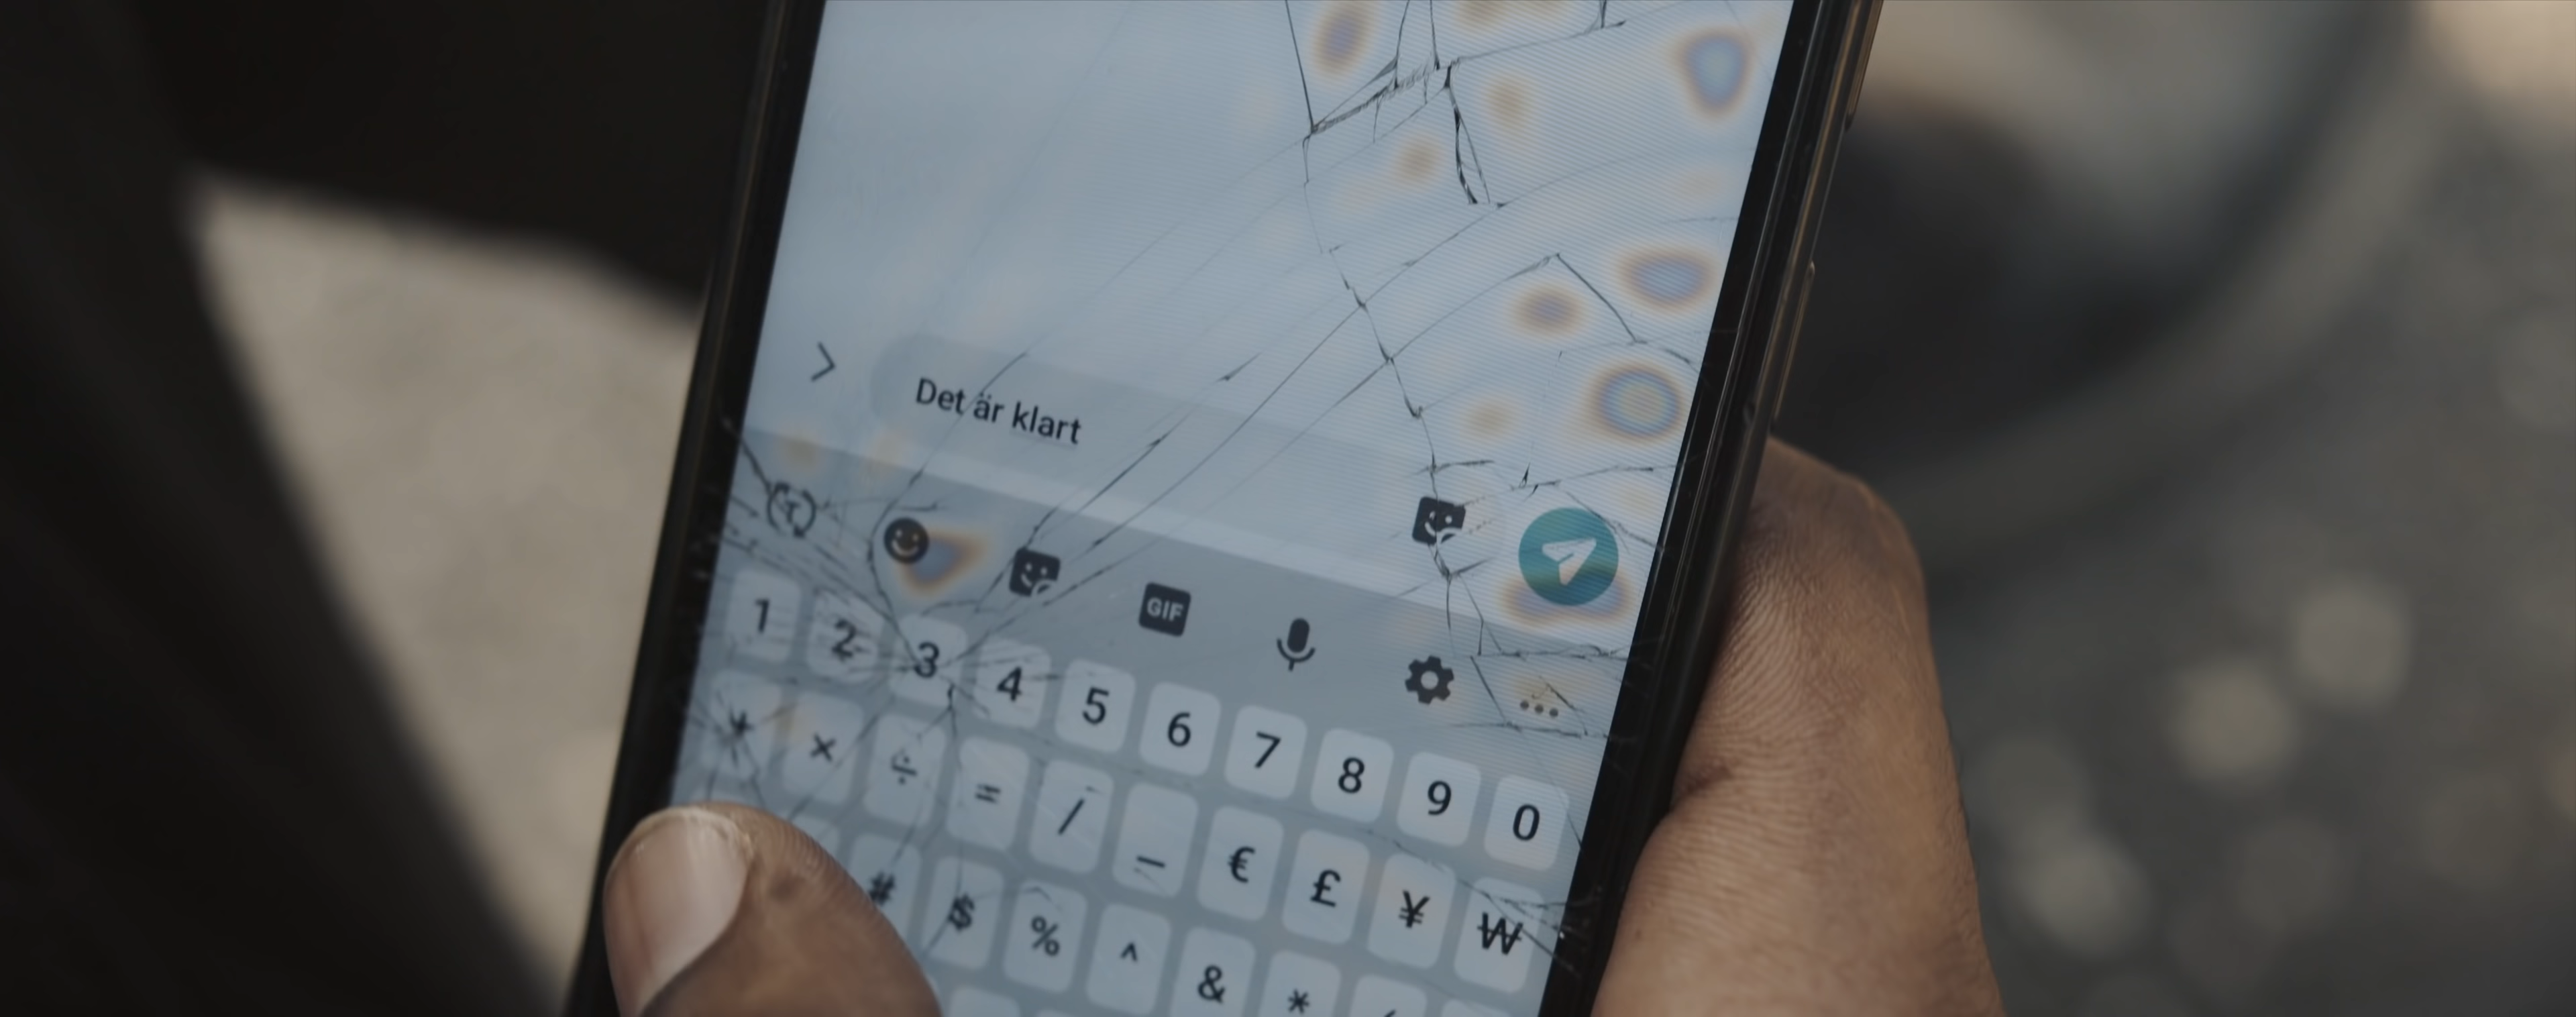 Det är klart
GIF
1 2 3 4 5 6 7 8 9 0
+ × ÷ = / _ € £ ¥ ₩
# $ % ^ & *